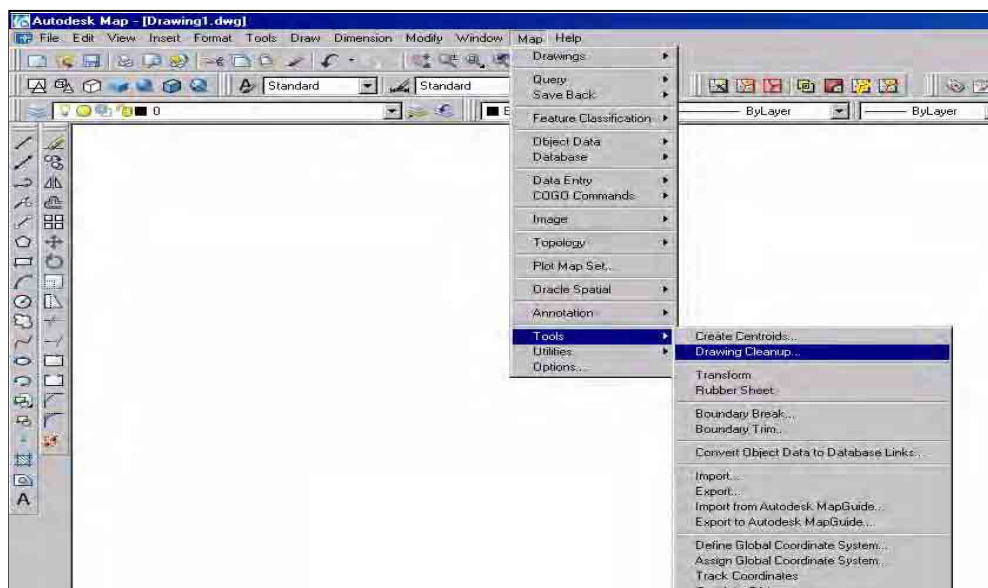 Autodesk Map - [Drawing1.dwg]
File Edit View Insert Format Tools Draw Dimension Modify Window Map Help
Standard Standard
0
ByLayer ByLayer
Drawings
Query
Save Back
Feature Classification
Object Data
Database
Data Entry
COGO Commands
Image
Topology
Plot Map Set...
Oracle Spatial
Annotation
Tools
Utilities
Options...
Create Centroids...
Drawing Cleanup...
Transform
Rubber Sheet
Boundary Break...
Boundary Trim...
Convert Object Data to Database Links...
Import...
Export...
Import from Autodesk MapGuide...
Export to Autodesk MapGuide...
Define Global Coordinate System...
Assign Global Coordinate System...
Track Coordinates
A